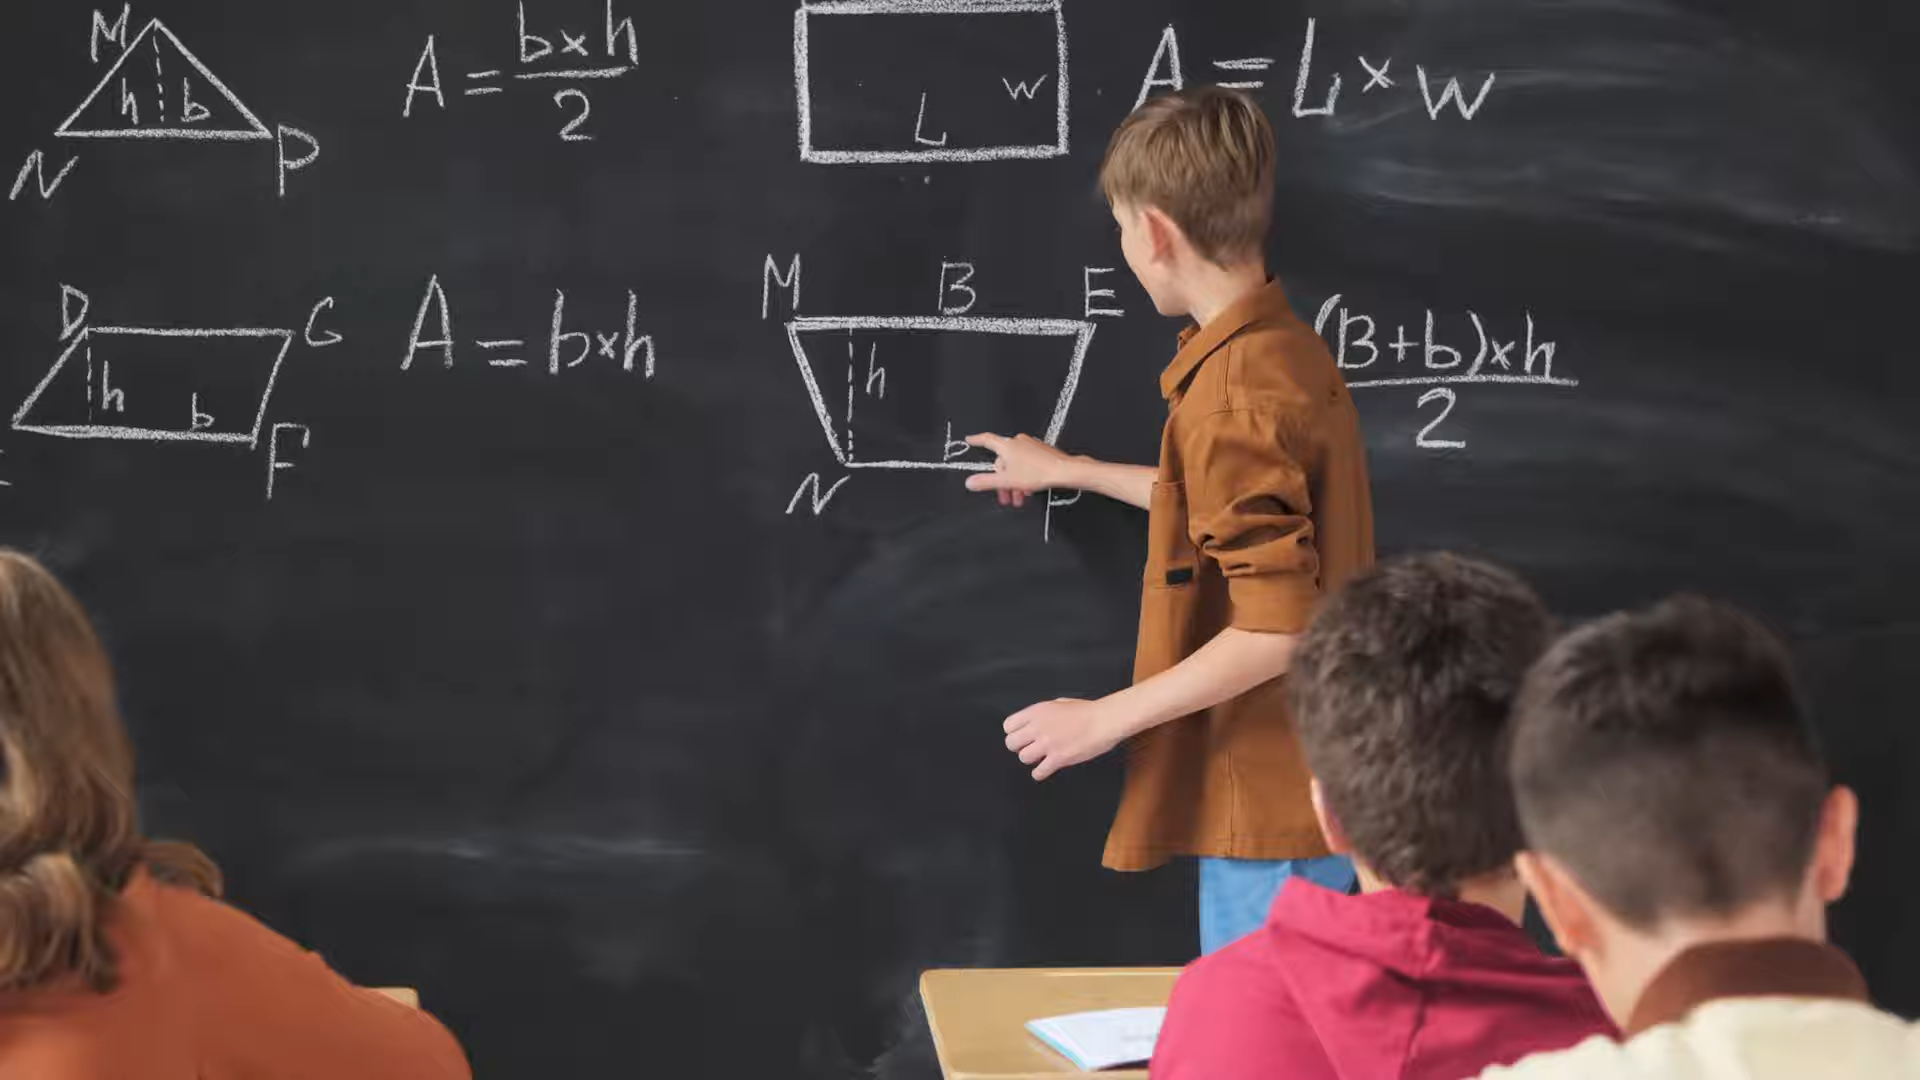 M
h b
N P
A = b×h / 2
L W
A = L × W
D G
h b
F
A = b×h
M B E
h
b
N P
(B+b)×h / 2